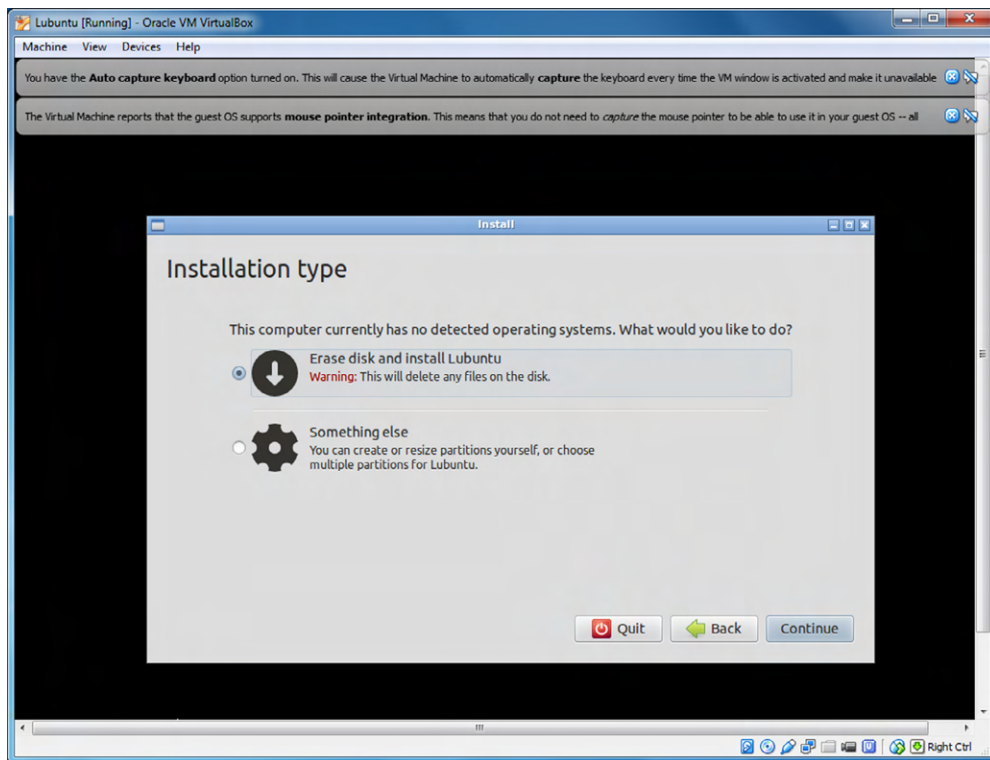 Lubuntu [Running] - Oracle VM VirtualBox
Machine View Devices Help
You have the Auto capture keyboard option turned on. This will cause the Virtual Machine to automatically capture the keyboard every time the VM window is activated and make it unavailable
The Virtual Machine reports that the guest OS supports mouse pointer integration. This means that you do not need to capture the mouse pointer to be able to use it in your guest OS -- all
Install
Installation type
This computer currently has no detected operating systems. What would you like to do?
Erase disk and install Lubuntu
Warning: This will delete any files on the disk.
Something else
You can create or resize partitions yourself, or choose
multiple partitions for Lubuntu.
Quit Back Continue
Right Ctrl